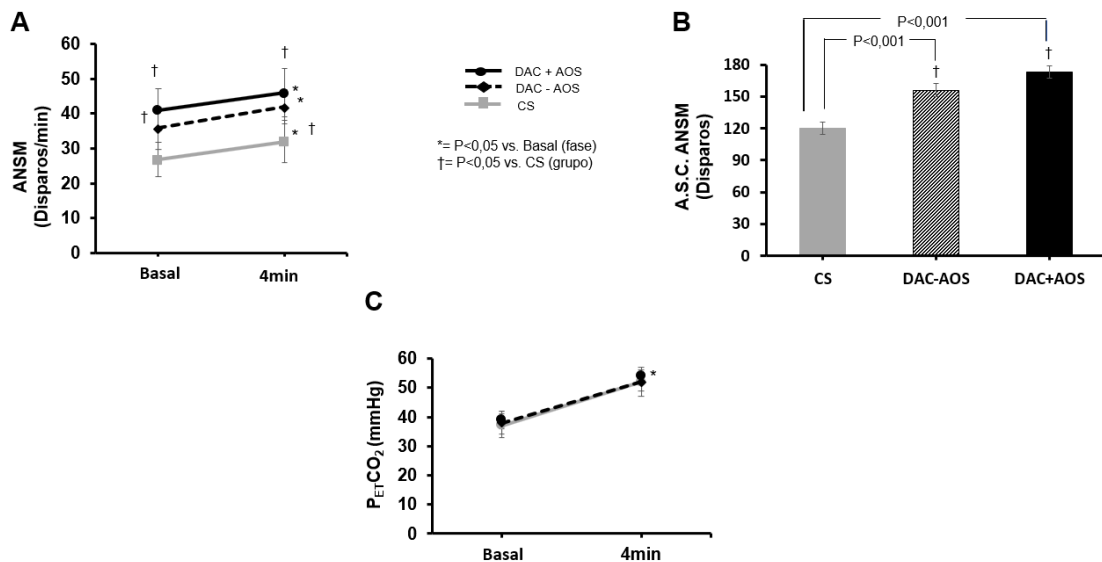 A
ANSM
(Disparos/min)
60
50
40
30
20
10
0
†
†
*
*
†
*
†
Basal
4min
DAC + AOS
DAC - AOS
CS
*= P<0,05 vs. Basal (fase)
†= P<0,05 vs. CS (grupo)
B
P<0,001
P<0,001
A.S.C. ANSM
(Disparos)
180
150
120
90
60
30
0
†
†
CS
DAC-AOS
DAC+AOS
C
PETCO2 (mmHg)
60
50
40
30
20
10
0
*
Basal
4min